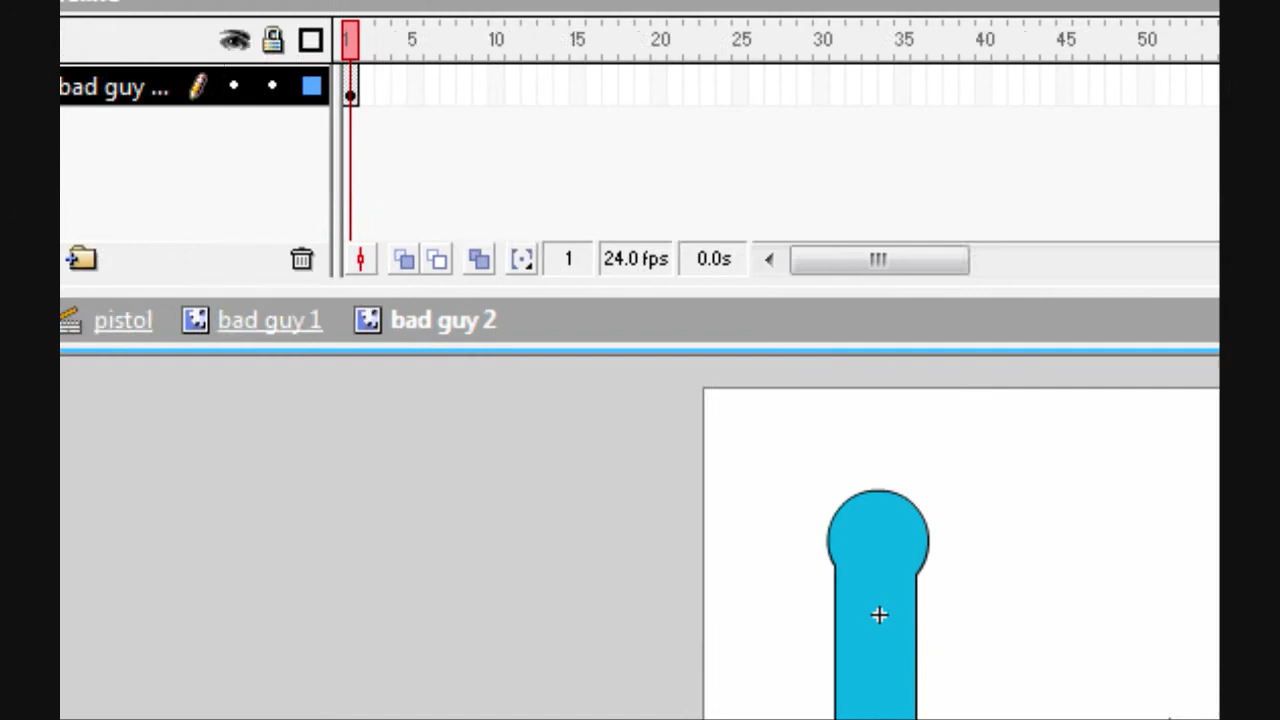 1 5 10 15 20 25 30 35 40 45 50
bad guy ...
1 24.0 fps 0.0s
pistol bad guy 1 bad guy 2